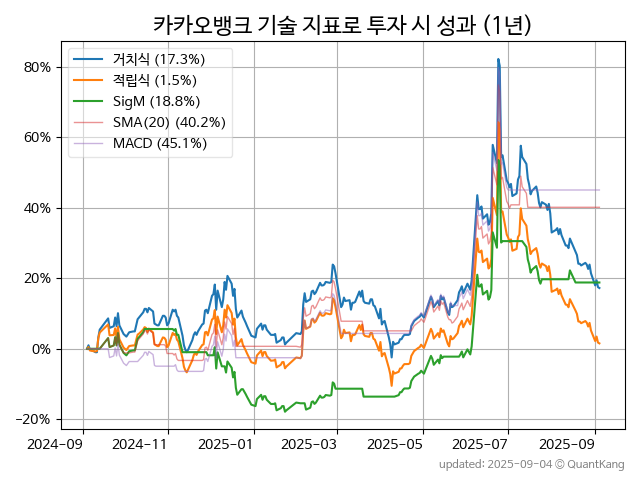 카카오뱅크 기술 지표로 투자 시 성과 (1년)
거치식 (17.3%)
적립식 (1.5%)
SigM (18.8%)
SMA(20) (40.2%)
MACD (45.1%)
80%
60%
40%
20%
0%
−20%
2024-09 2024-11 2025-01 2025-03 2025-05 2025-07 2025-09
updated: 2025-09-04 © QuantKang